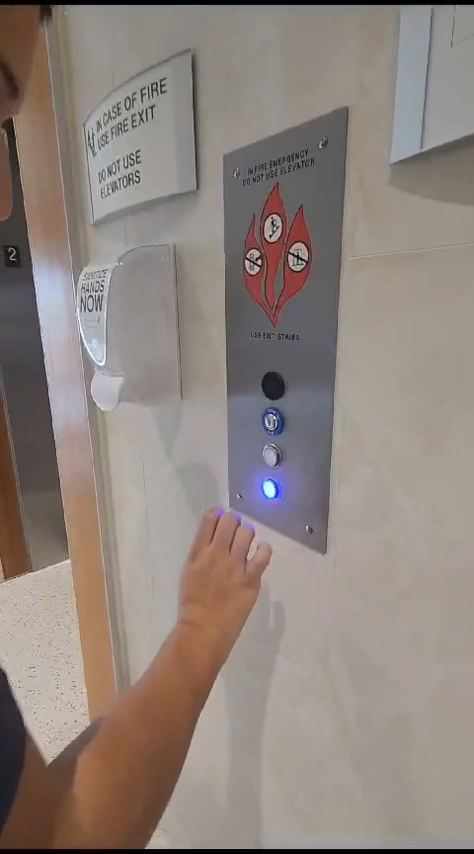 IN CASE OF FIRE
USE FIRE EXIT
DO NOT USE
ELEVATORS
IN FIRE EMERGENCY
DO NOT USE ELEVATOR
USE EXIT STAIRS
SANITIZE
HANDS
NOW
2